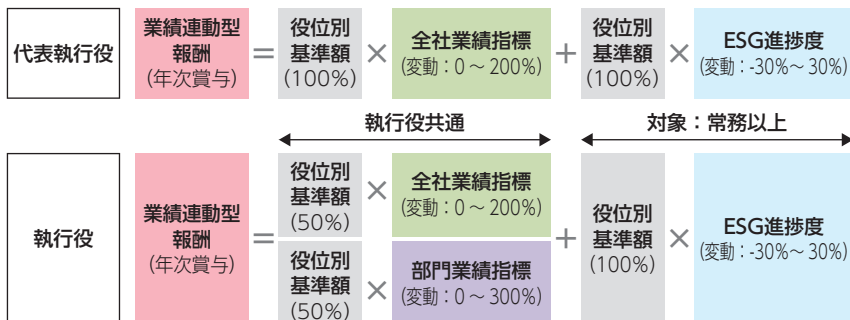 代表執行役
業績連動型
報酬
(年次賞与)
=
役位別
基準額
(100%)
×
全社業績指標
(変動：0～200%)
+
役位別
基準額
(100%)
×
ESG進捗度
(変動：-30%～30%)
執行役共通
対象：常務以上
執行役
業績連動型
報酬
(年次賞与)
=
役位別
基準額
(50%)
×
全社業績指標
(変動：0～200%)
役位別
基準額
(50%)
×
部門業績指標
(変動：0～300%)
+
役位別
基準額
(100%)
×
ESG進捗度
(変動：-30%～30%)